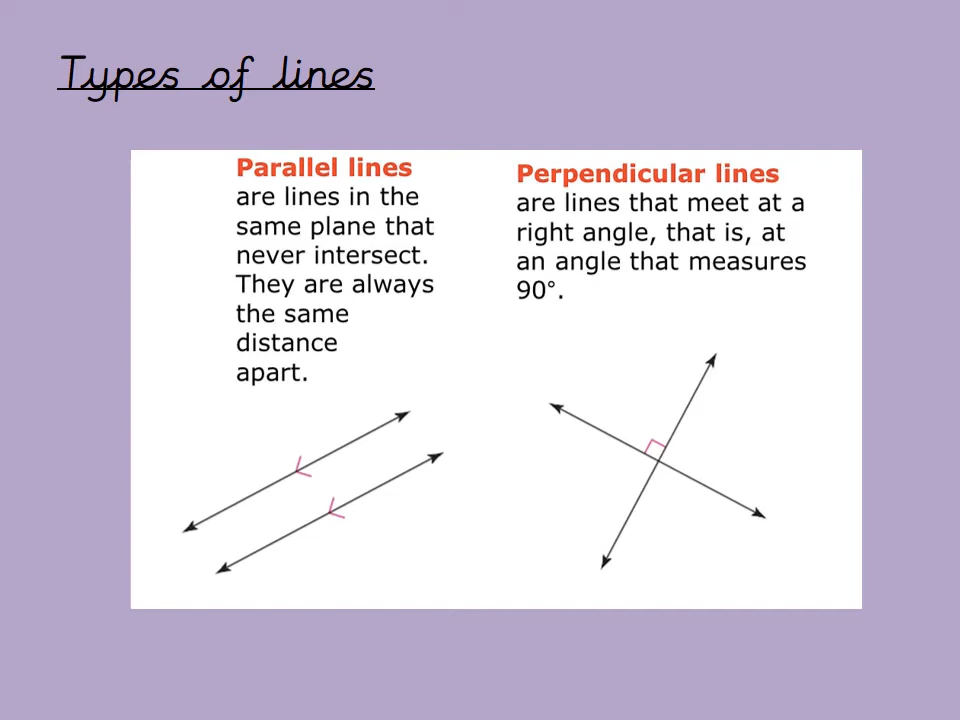 Types of lines
Parallel lines
are lines in the
same plane that
never intersect.
They are always
the same
distance
apart.
Perpendicular lines
are lines that meet at a
right angle, that is, at
an angle that measures
90°.